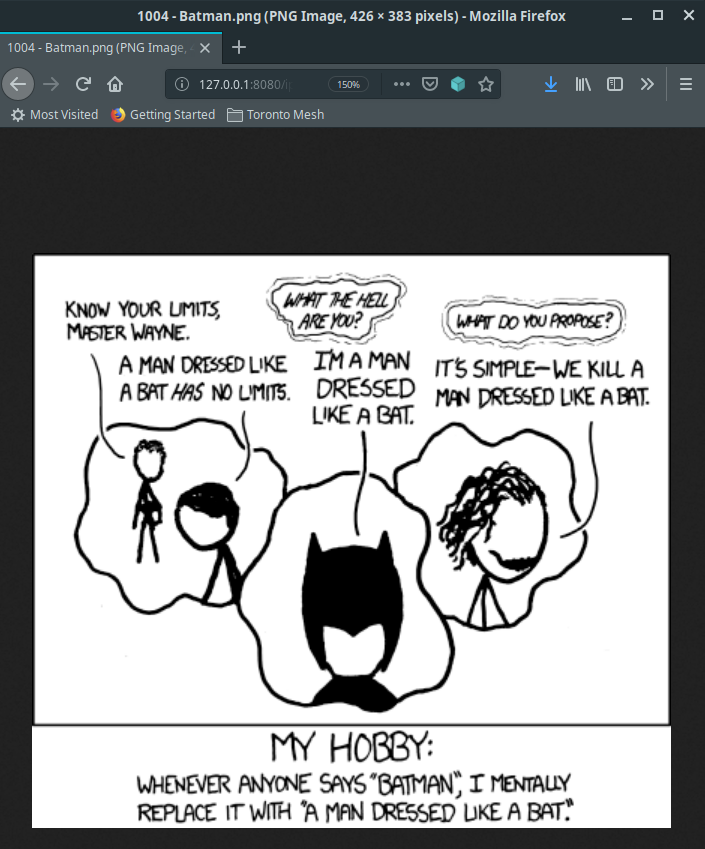 1004 - Batman.png (PNG Image, 426 × 383 pixels) - Mozilla Firefox
1004 - Batman.png (PNG Image,
127.0.0.1:8080/
150%
Most Visited
Getting Started
Toronto Mesh
KNOW YOUR LIMITS,
MASTER WAYNE.
A MAN DRESSED LIKE
A BAT HAS NO LIMITS.
WHAT THE HELL
ARE YOU?
I'M A MAN
DRESSED
LIKE A BAT.
WHAT DO YOU PROPOSE?
IT'S SIMPLE—WE KILL A
MAN DRESSED LIKE A BAT.
MY HOBBY:
WHENEVER ANYONE SAYS "BATMAN", I MENTALLY
REPLACE IT WITH "A MAN DRESSED LIKE A BAT."